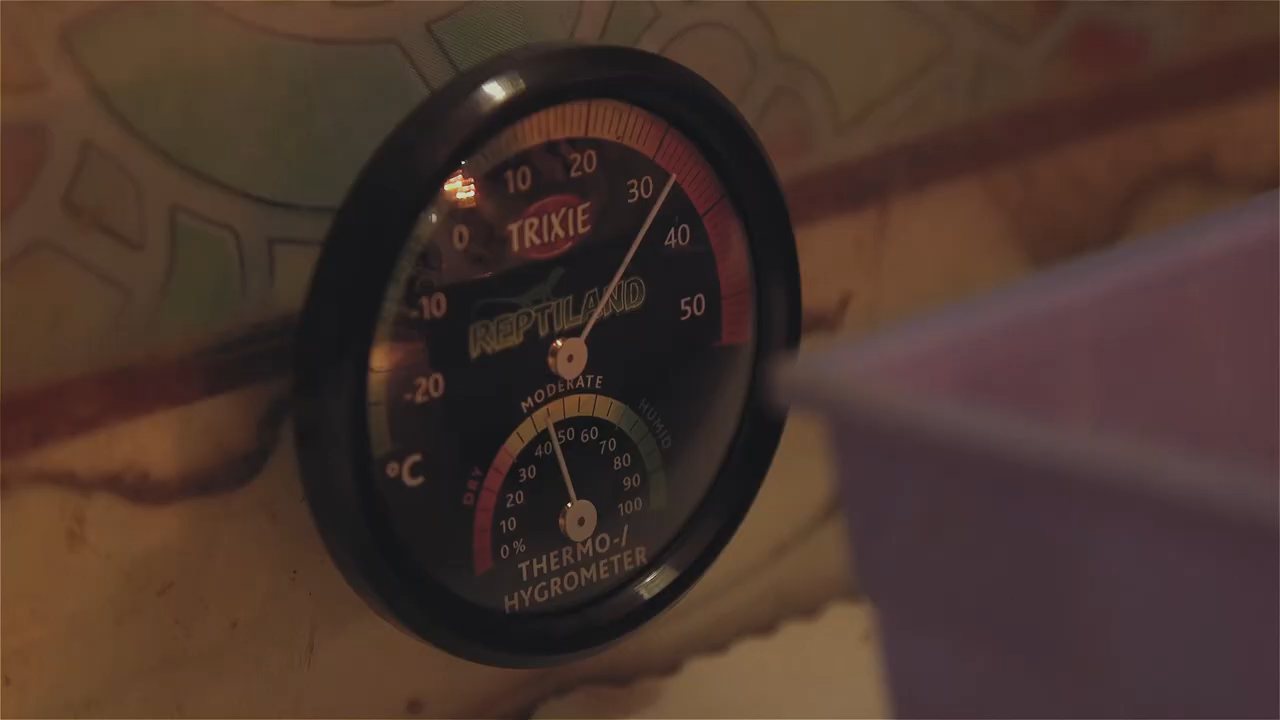 10 20
0 TRIXIE 30
40
-10 REPTILAND 50
-20
°C
MODERATE
DRY HUMID
0% 10 20 30 40 50 60 70 80 90 100
THERMO-/
HYGROMETER